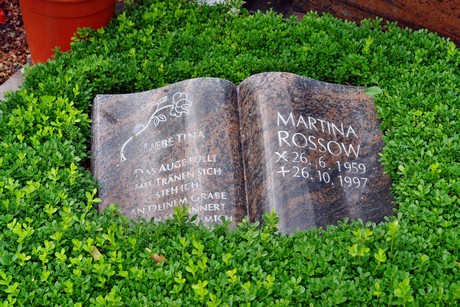 LIEBE TINA
DAS AUGE FÜLLT
MIT TRÄNEN SICH
STEH ICH
AN DEINEM GRABE
MICH
MARTINA
ROSSOW
26. 6. 1959
26. 10. 1997